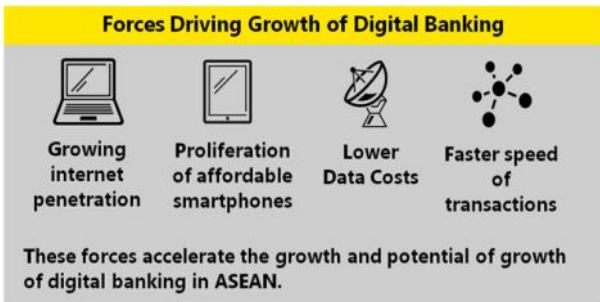 Forces Driving Growth of Digital Banking
Growing
internet
penetration
Proliferation
of affordable
smartphones
Lower
Data Costs
Faster speed
of
transactions
These forces accelerate the growth and potential of growth
of digital banking in ASEAN.